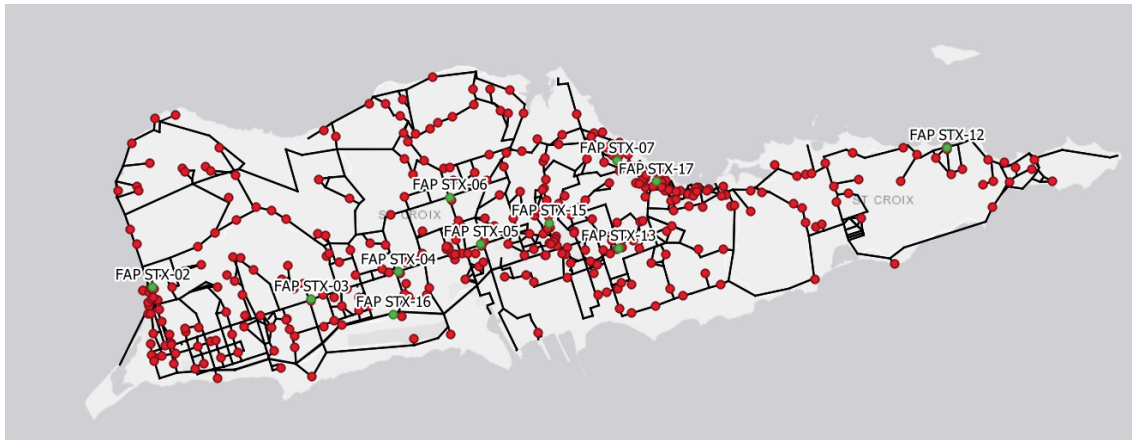 FAP STX-12
FAP STX-07
FAP STX-17
FAP STX-06
ST CROIX
ST CROIX
FAP STX-15
FAP STX-05
FAP STX-13
FAP STX-04
FAP STX-02
FAP STX-03
FAP STX-16